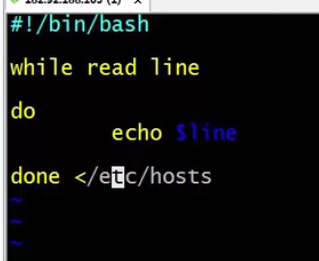 #!/bin/bash
while read line
do
echo $line
done </etc/hosts
~
~
~